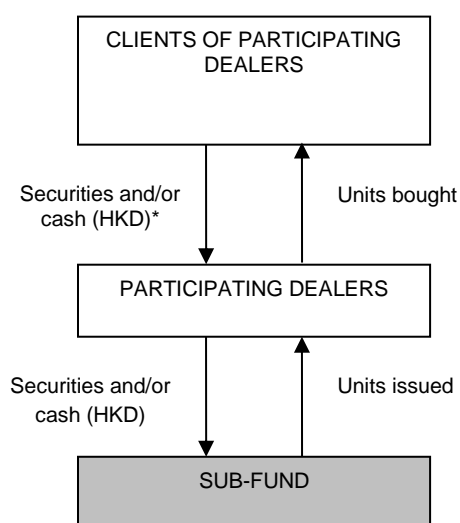 CLIENTS OF PARTICIPATING
DEALERS
Securities and/or
cash (HKD)*
Units bought
PARTICIPATING DEALERS
Securities and/or
cash (HKD)
Units issued
SUB-FUND